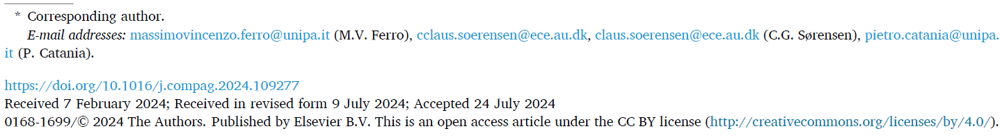 * Corresponding author.
E-mail addresses: massimovincenzo.ferro@unipa.it (M.V. Ferro), cclaus.soerensen@ece.au.dk, claus.soerensen@ece.au.dk (C.G. Sørensen), pietro.catania@unipa.
it (P. Catania).
https://doi.org/10.1016/j.compag.2024.109277
Received 7 February 2024; Received in revised form 9 July 2024; Accepted 24 July 2024
0168-1699/© 2024 The Authors. Published by Elsevier B.V. This is an open access article under the CC BY license (http://creativecommons.org/licenses/by/4.0/).